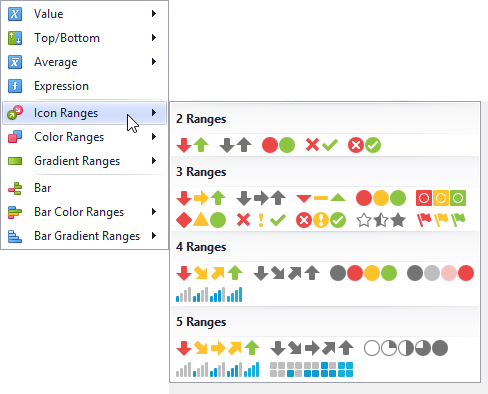 Value
Top/Bottom
Average
Expression
Icon Ranges
Color Ranges
Gradient Ranges
Bar
Bar Color Ranges
Bar Gradient Ranges
2 Ranges
3 Ranges
4 Ranges
5 Ranges